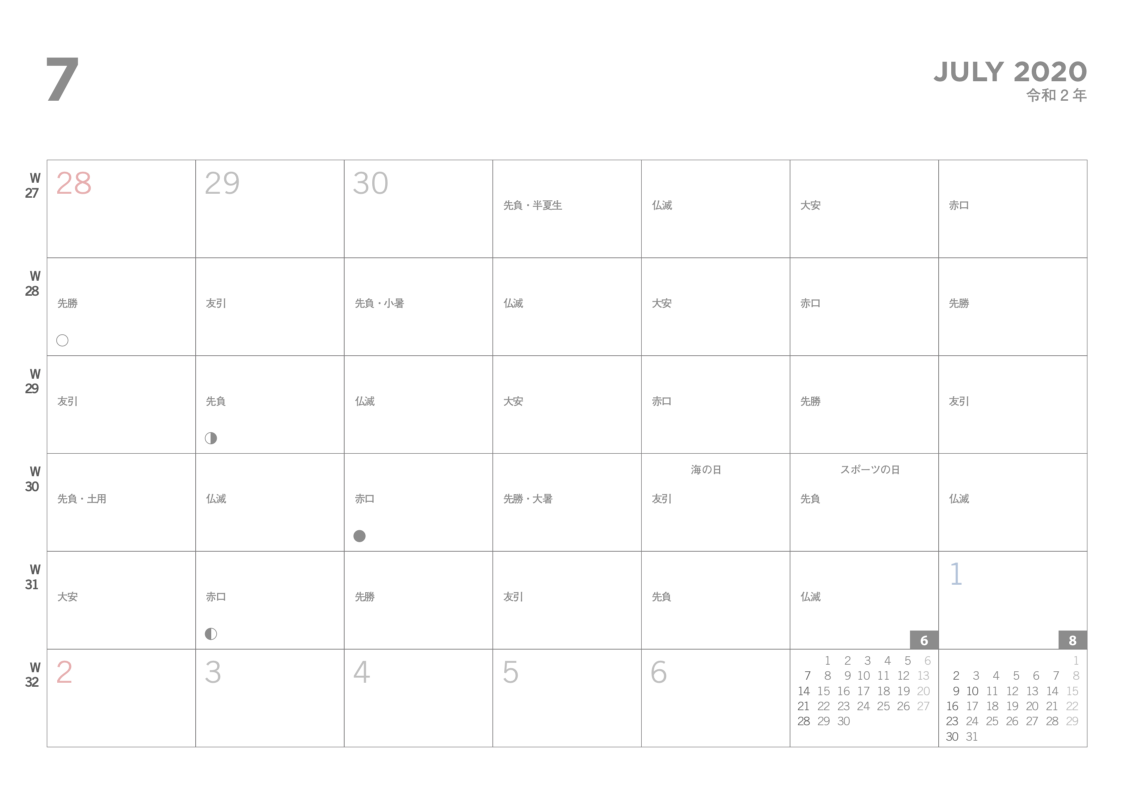 7
JULY 2020
令和 2 年
W
27
28
29
30
先負・半夏生
仏滅
大安
赤口
W
28
先勝
友引
先負・小暑
仏滅
大安
赤口
先勝
W
29
友引
先負
仏滅
大安
赤口
先勝
友引
W
30
海の日
スポーツの日
先負・土用
仏滅
赤口
先勝・大暑
友引
先負
仏滅
W
31
1
大安
赤口
先勝
友引
先負
仏滅
6
8
W
32
2
3
4
5
6
1 2 3 4 5 6
7 8 9 10 11 12 13
14 15 16 17 18 19 20
21 22 23 24 25 26 27
28 29 30
1
2 3 4 5 6 7 8
9 10 11 12 13 14 15
16 17 18 19 20 21 22
23 24 25 26 27 28 29
30 31